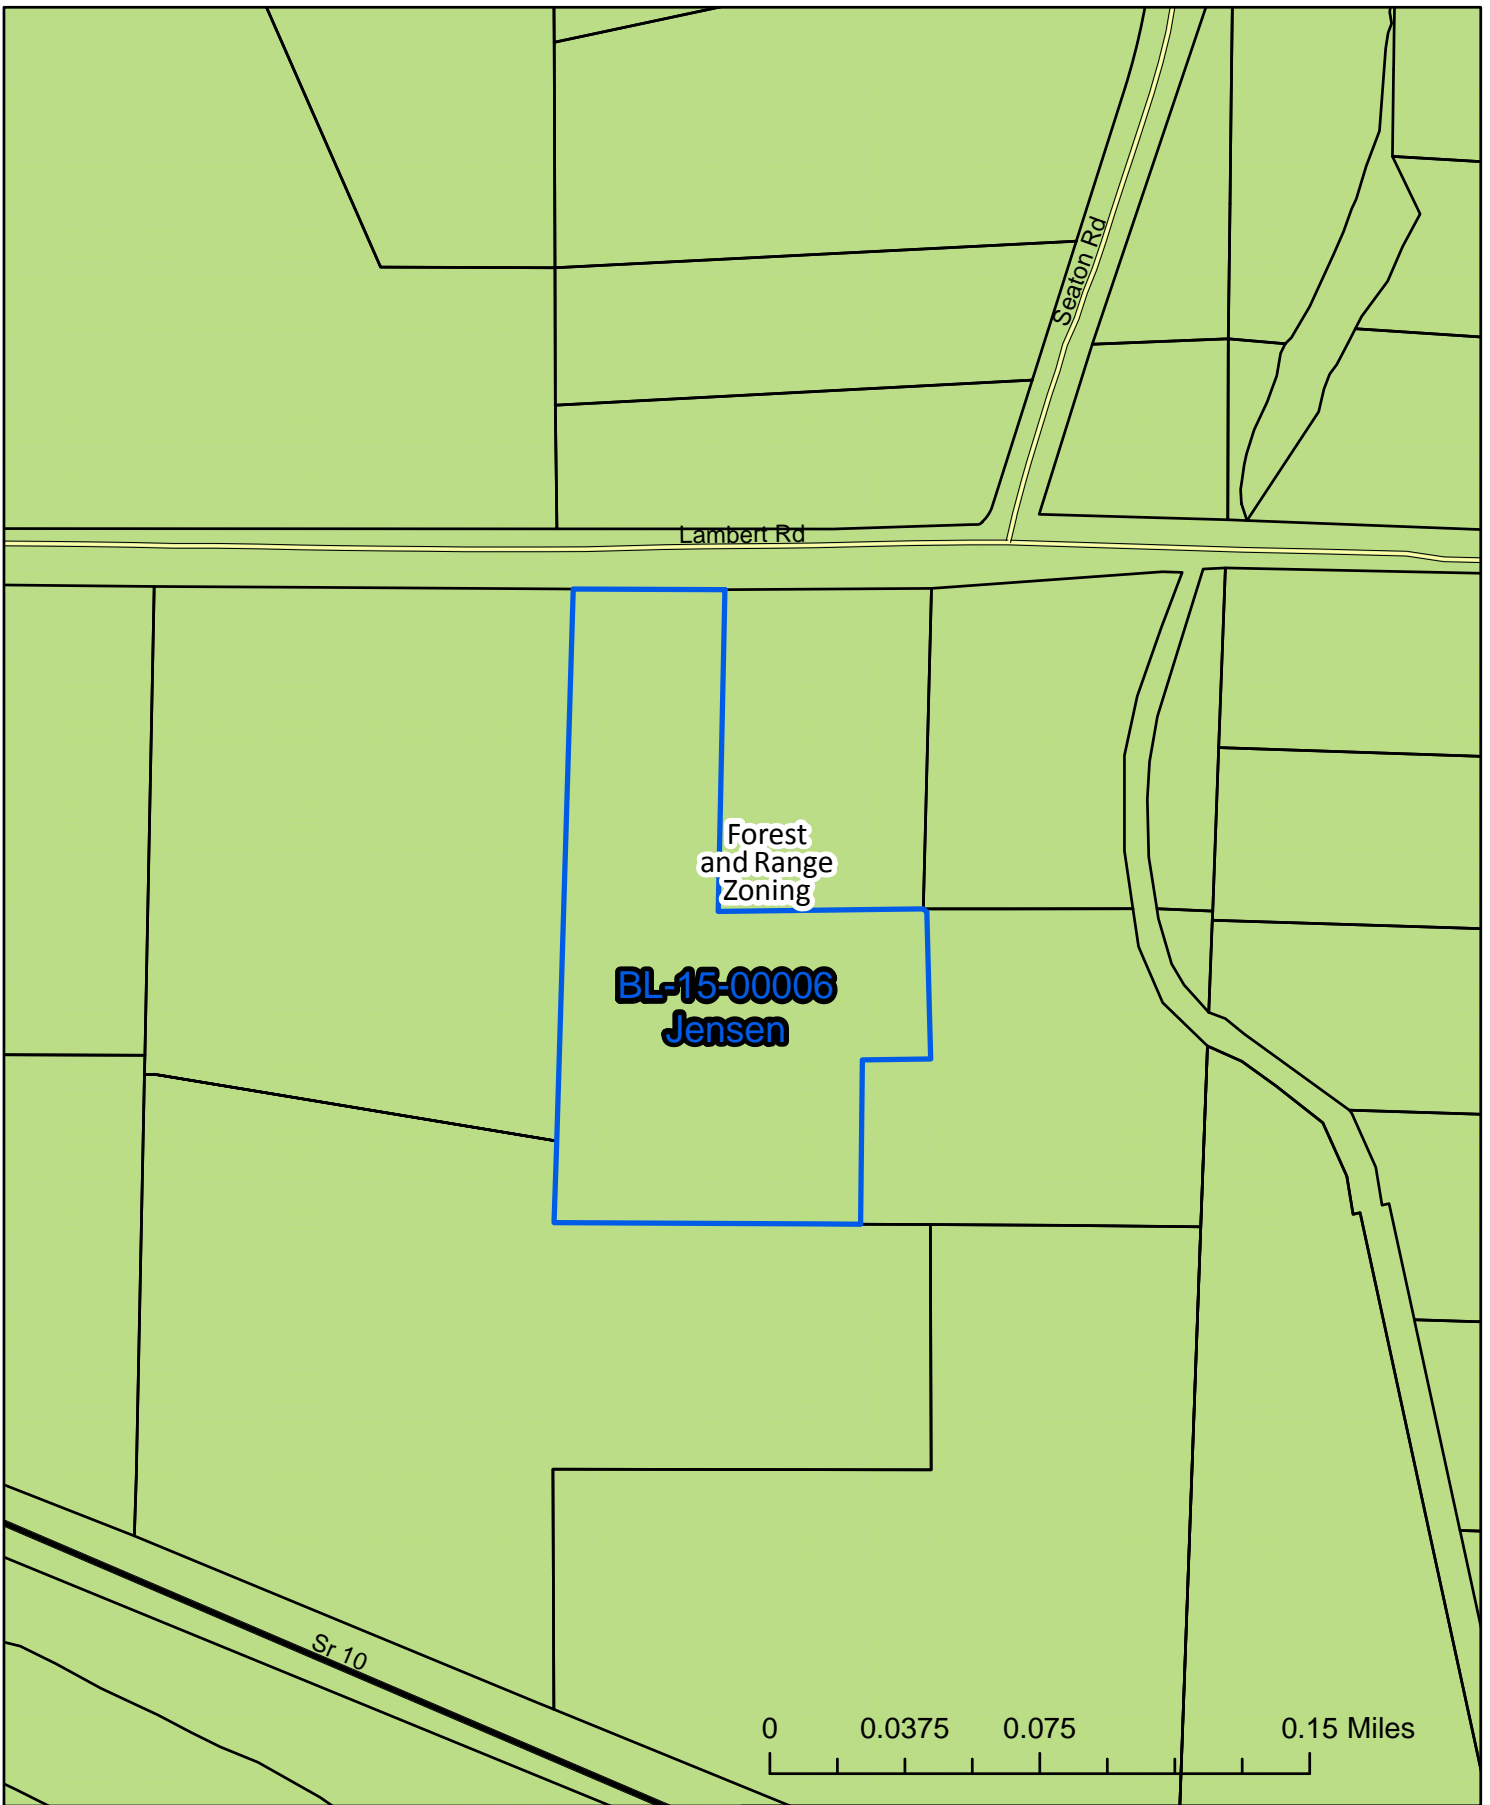 Seaton Rd
Lambert Rd
Forest
and Range
Zoning
BL-15-00006
Jensen
Sr 10
0 0.0375 0.075 0.15 Miles